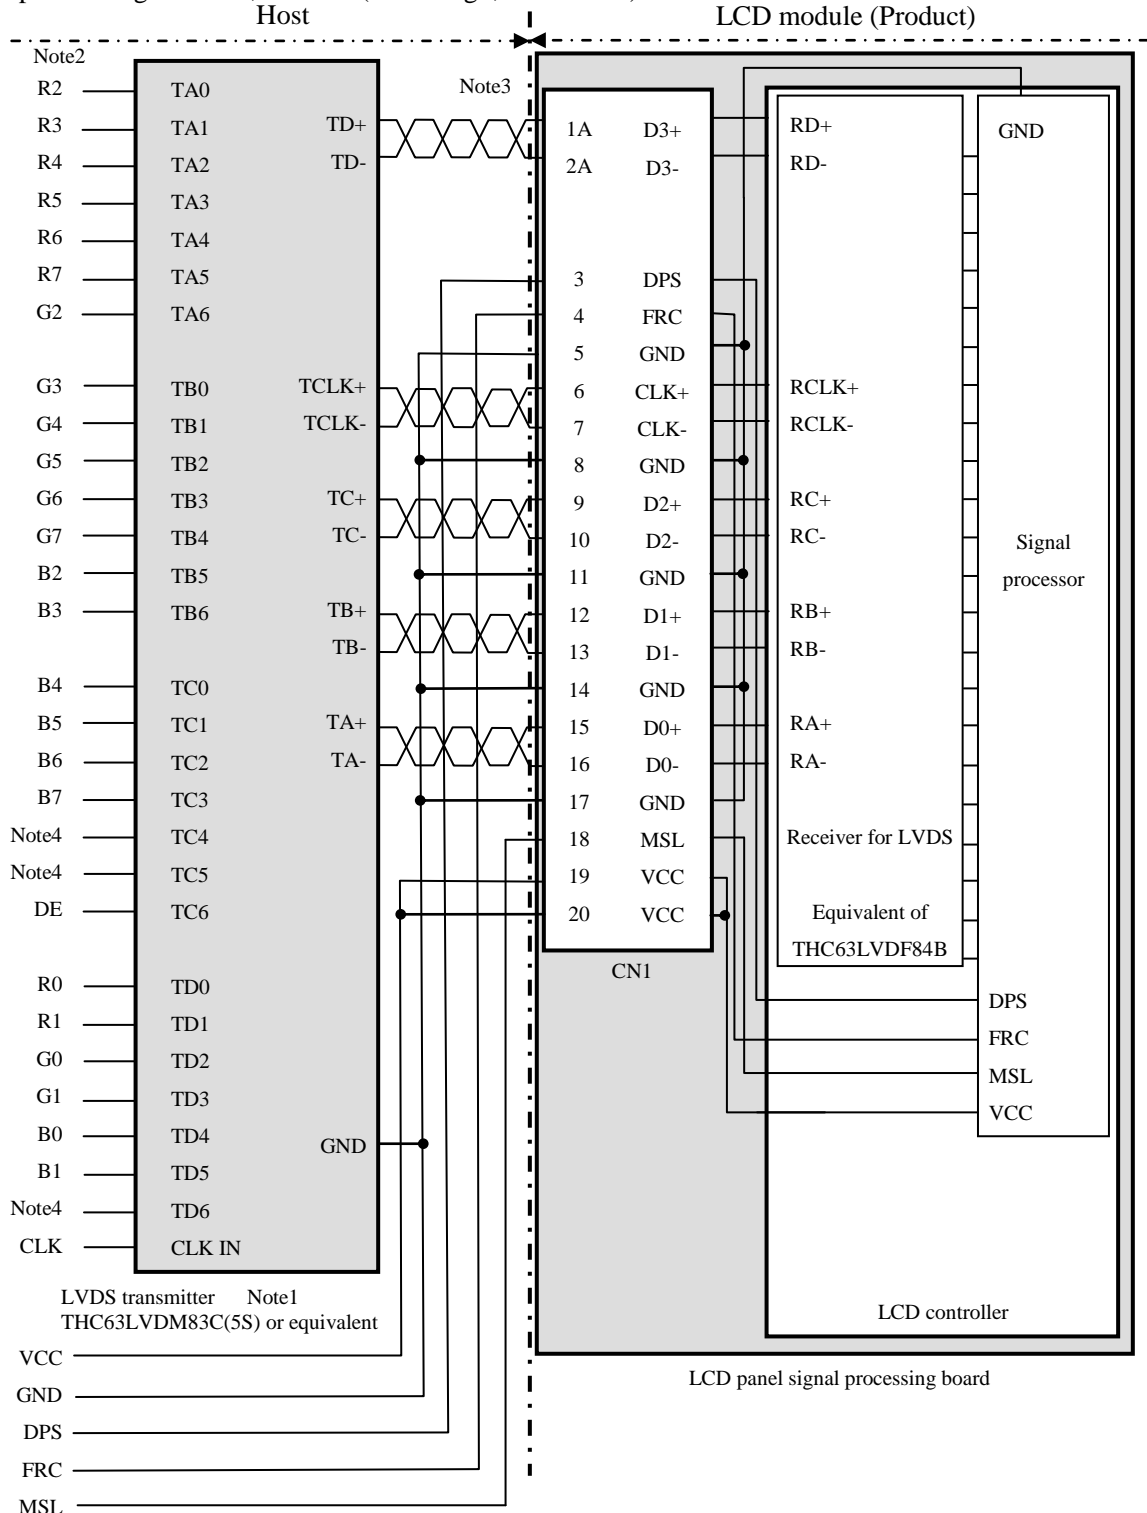 Host
LCD module (Product)
Note2
Note3
R2 TA0
R3 TA1 TD+ 1A D3+ RD+ GND
R4 TA2 TD- 2A D3- RD-
R5 TA3
R6 TA4
R7 TA5 3 DPS
G2 TA6 4 FRC
5 GND
G3 TB0 TCLK+ 6 CLK+ RCLK+
G4 TB1 TCLK- 7 CLK- RCLK-
G5 TB2 8 GND
G6 TB3 TC+ 9 D2+ RC+
G7 TB4 TC- 10 D2- RC- Signal
B2 TB5 11 GND processor
B3 TB6 TB+ 12 D1+ RB+
TB- 13 D1- RB-
B4 TC0 14 GND
B5 TC1 TA+ 15 D0+ RA+
B6 TC2 TA- 16 D0- RA-
B7 TC3 17 GND
Note4 TC4 18 MSL Receiver for LVDS
Note4 TC5 19 VCC
DE TC6 20 VCC Equivalent of
THC63LVDF84B
CN1
R0 TD0
DPS
R1 TD1
FRC
G0 TD2
MSL
G1 TD3
VCC
B0 TD4
GND
B1 TD5
Note4 TD6
CLK CLK IN
LVDS transmitter Note1
THC63LVDM83C(5S) or equivalent
LCD controller
VCC
LCD panel signal processing board
GND
DPS
FRC
MSL